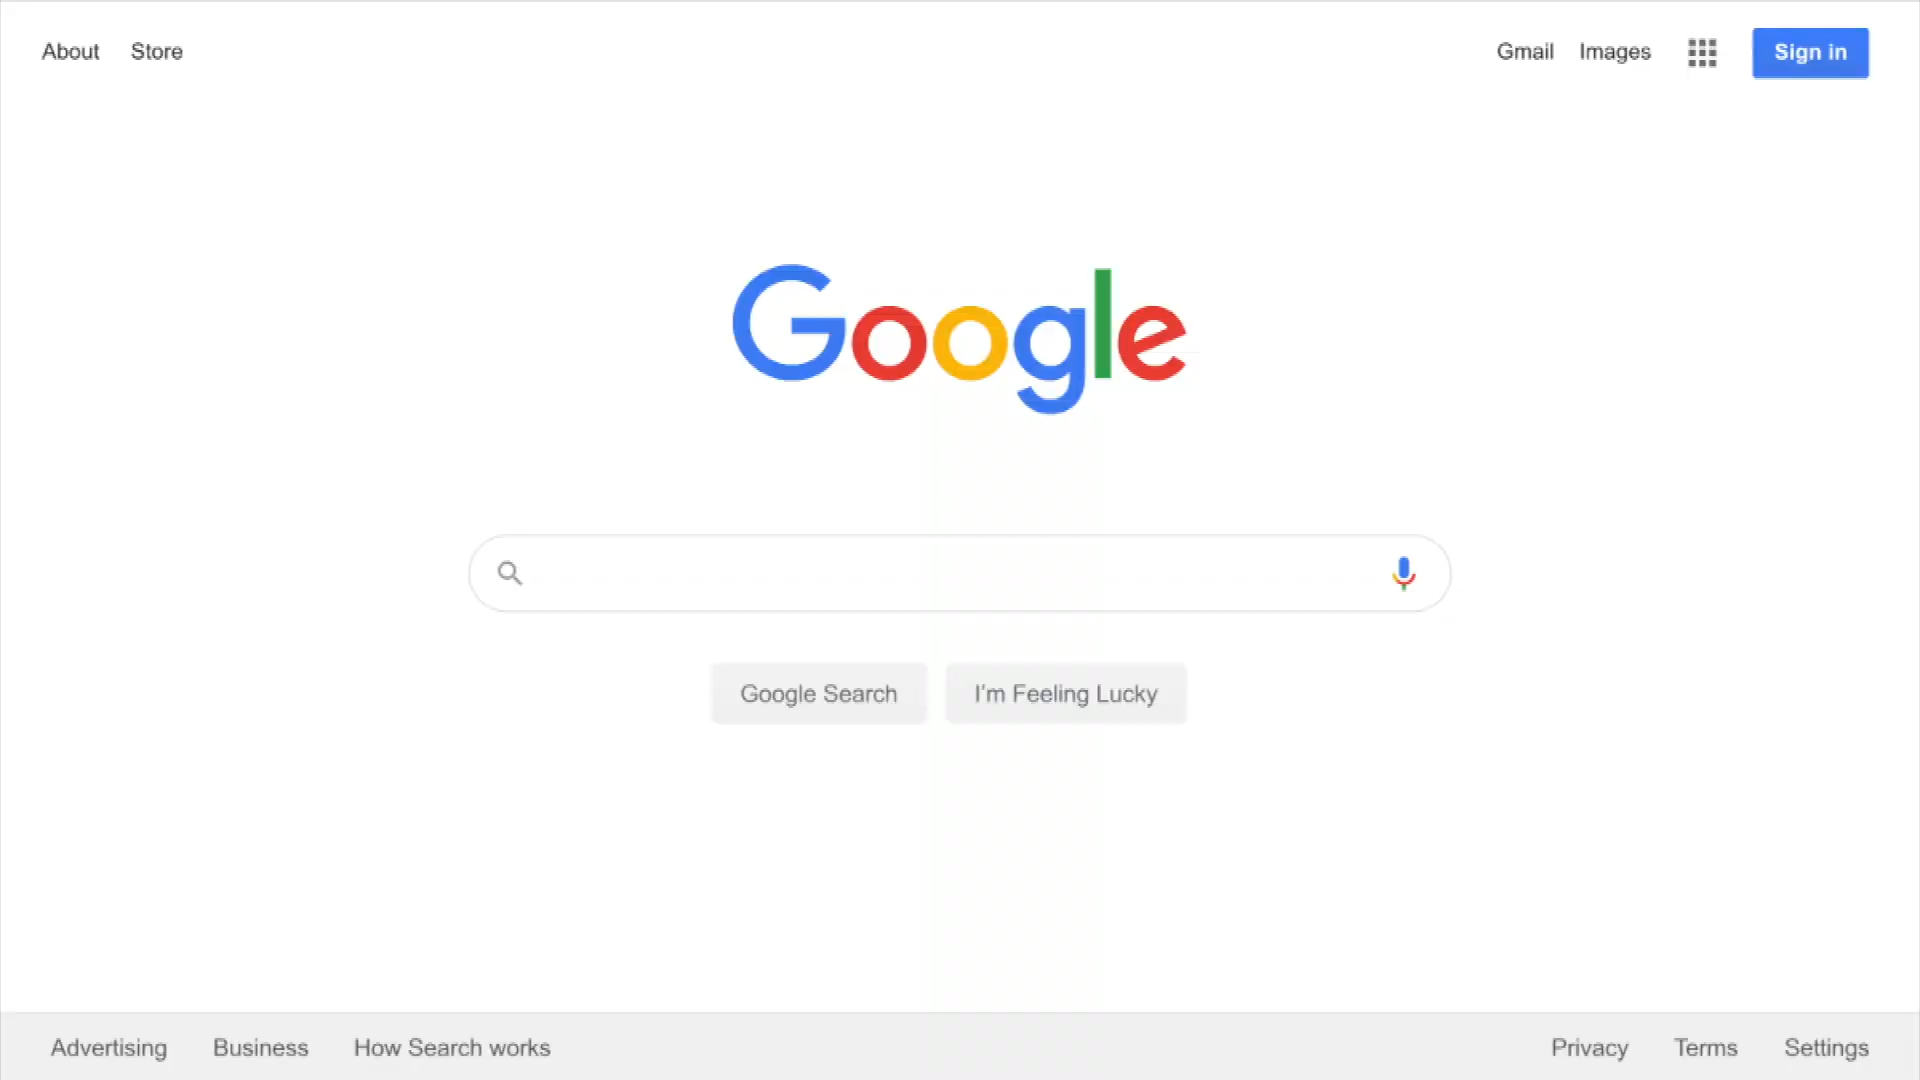 About Store Gmail Images Sign in
Google
Google Search I'm Feeling Lucky
Advertising Business How Search works Privacy Terms Settings